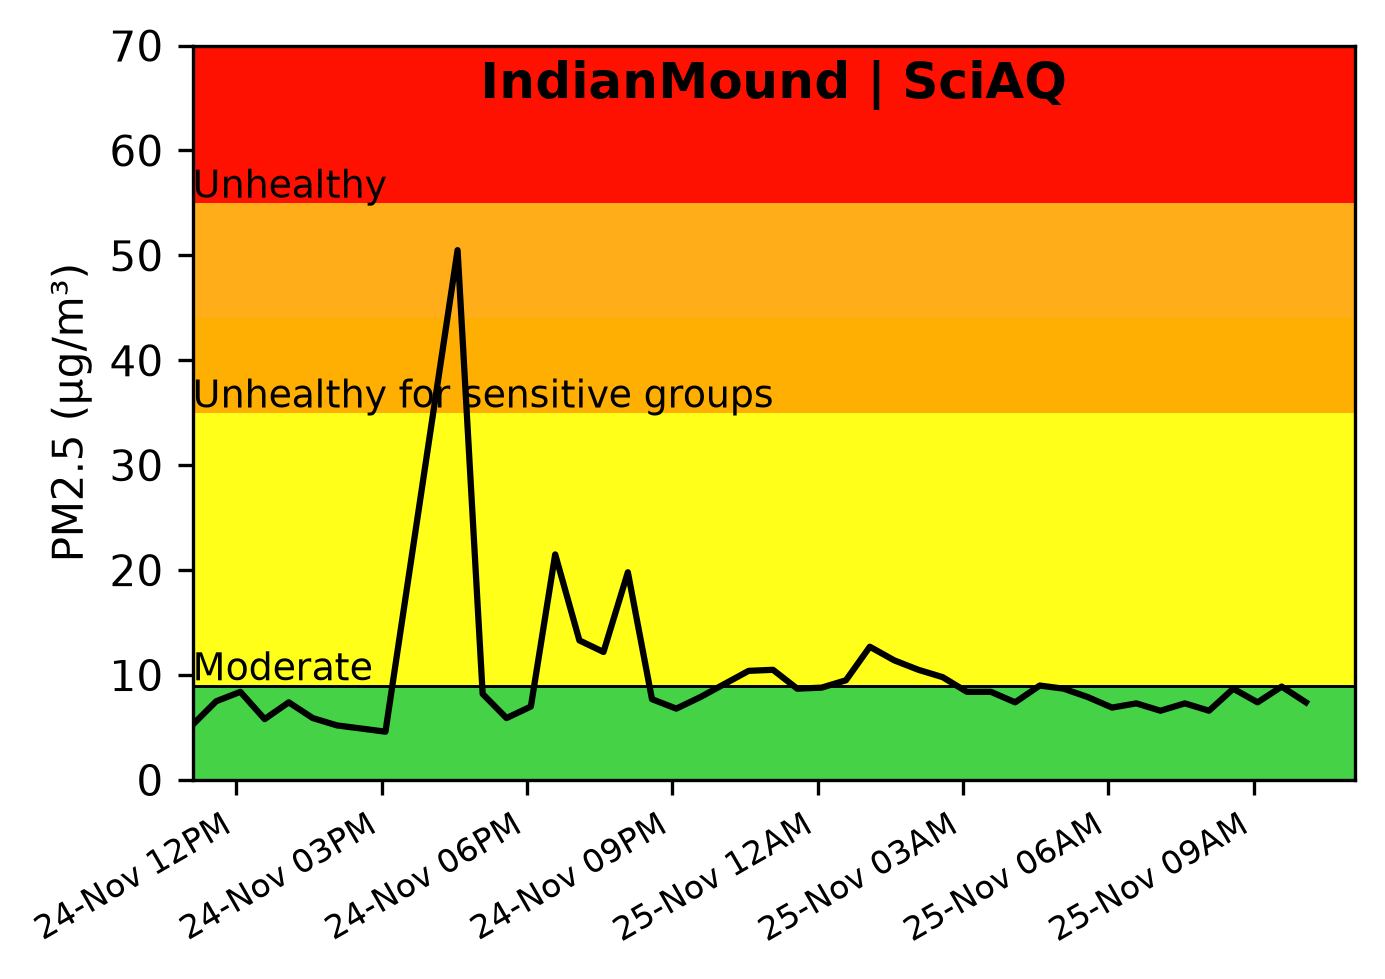 IndianMound | SciAQ
70
60
50
40
30
20
10
0
PM2.5 (µg/m³)
Unhealthy
Unhealthy for sensitive groups
Moderate
24-Nov 12PM
24-Nov 03PM
24-Nov 06PM
24-Nov 09PM
25-Nov 12AM
25-Nov 03AM
25-Nov 06AM
25-Nov 09AM